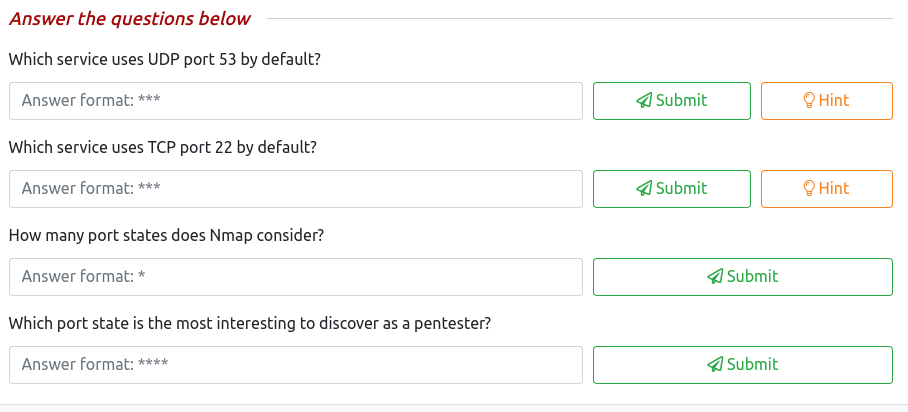 Answer the questions below
Which service uses UDP port 53 by default?
Answer format: *** Submit Hint
Which service uses TCP port 22 by default?
Answer format: *** Submit Hint
How many port states does Nmap consider?
Answer format: * Submit
Which port state is the most interesting to discover as a pentester?
Answer format: **** Submit